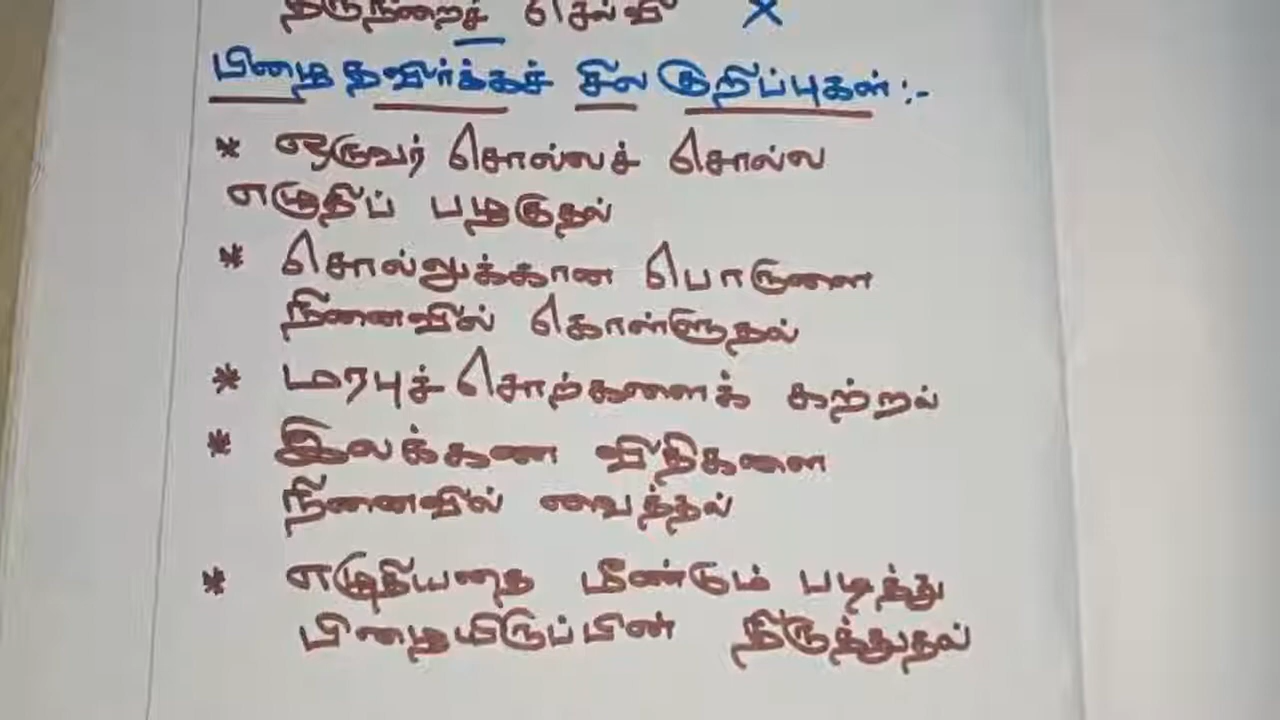 செல்வி ×
பிழை தவிர்க்கச் சில குறிப்புகள் :-
* ஒருவர் சொல்லச் சொல்ல
எழுதிப் பழகுதல்
* சொல்லுக்கான பொருளை
நினைவில் கொள்ளுதல்
* மரபுச் சொற்களைக் கற்றல்
* இலக்கண விதிகளை
நினைவில் வைத்தல்
* எழுதியதை மீண்டும் படித்து
பிழையிருப்பின் திருத்துதல்